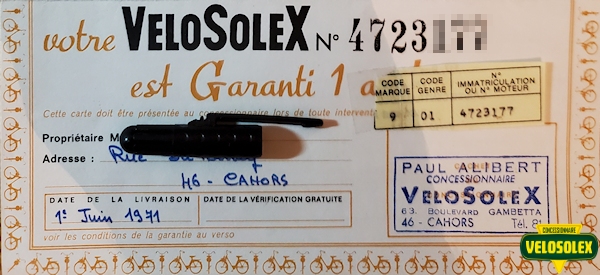 votre VELOSOLEX N° 4723
est Garanti 1 a
Cette carte doit être présentée au concessionnaire lors de toute interven
CODE MARQUE
9
CODE GENRE
01
N° IMMATRICULATION OU N° MOTEUR
4723177
Propriétaire M
Adresse : Rue
46 - CAHORS
DATE DE LA LIVRAISON
1er Juin 1971
DATE DE LA VÉRIFICATION GRATUITE
voir les conditions de la garantie au verso
PAUL ALIBERT
CONCESSIONNAIRE
VELOSOLEX
63, BOULEVARD GAMBETTA
46 - CAHORS Tél. 81
CONCESSIONNAIRE
VELOSOLEX